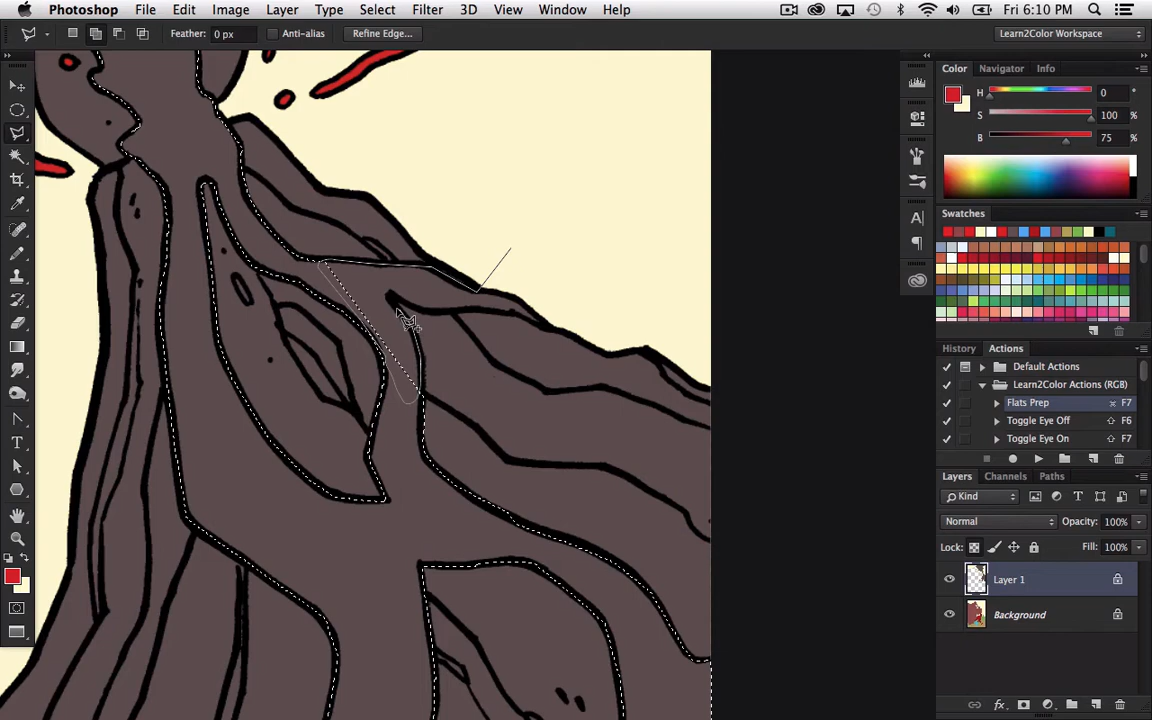 Photoshop File Edit Image Layer Type Select Filter 3D View Window Help Fri 6:10 PM
Feather: 0 px Anti-alias Refine Edge... Learn2Color Workspace
Color Navigator Info
H 0 °
S 100 %
B 75 %
Swatches
History Actions
Default Actions
Learn2Color Actions (RGB)
Flats Prep F7
Toggle Eye Off F6
Toggle Eye On F7
Layers Channels Paths
Kind
Normal Opacity: 100%
Lock: Fill: 100%
Layer 1
Background